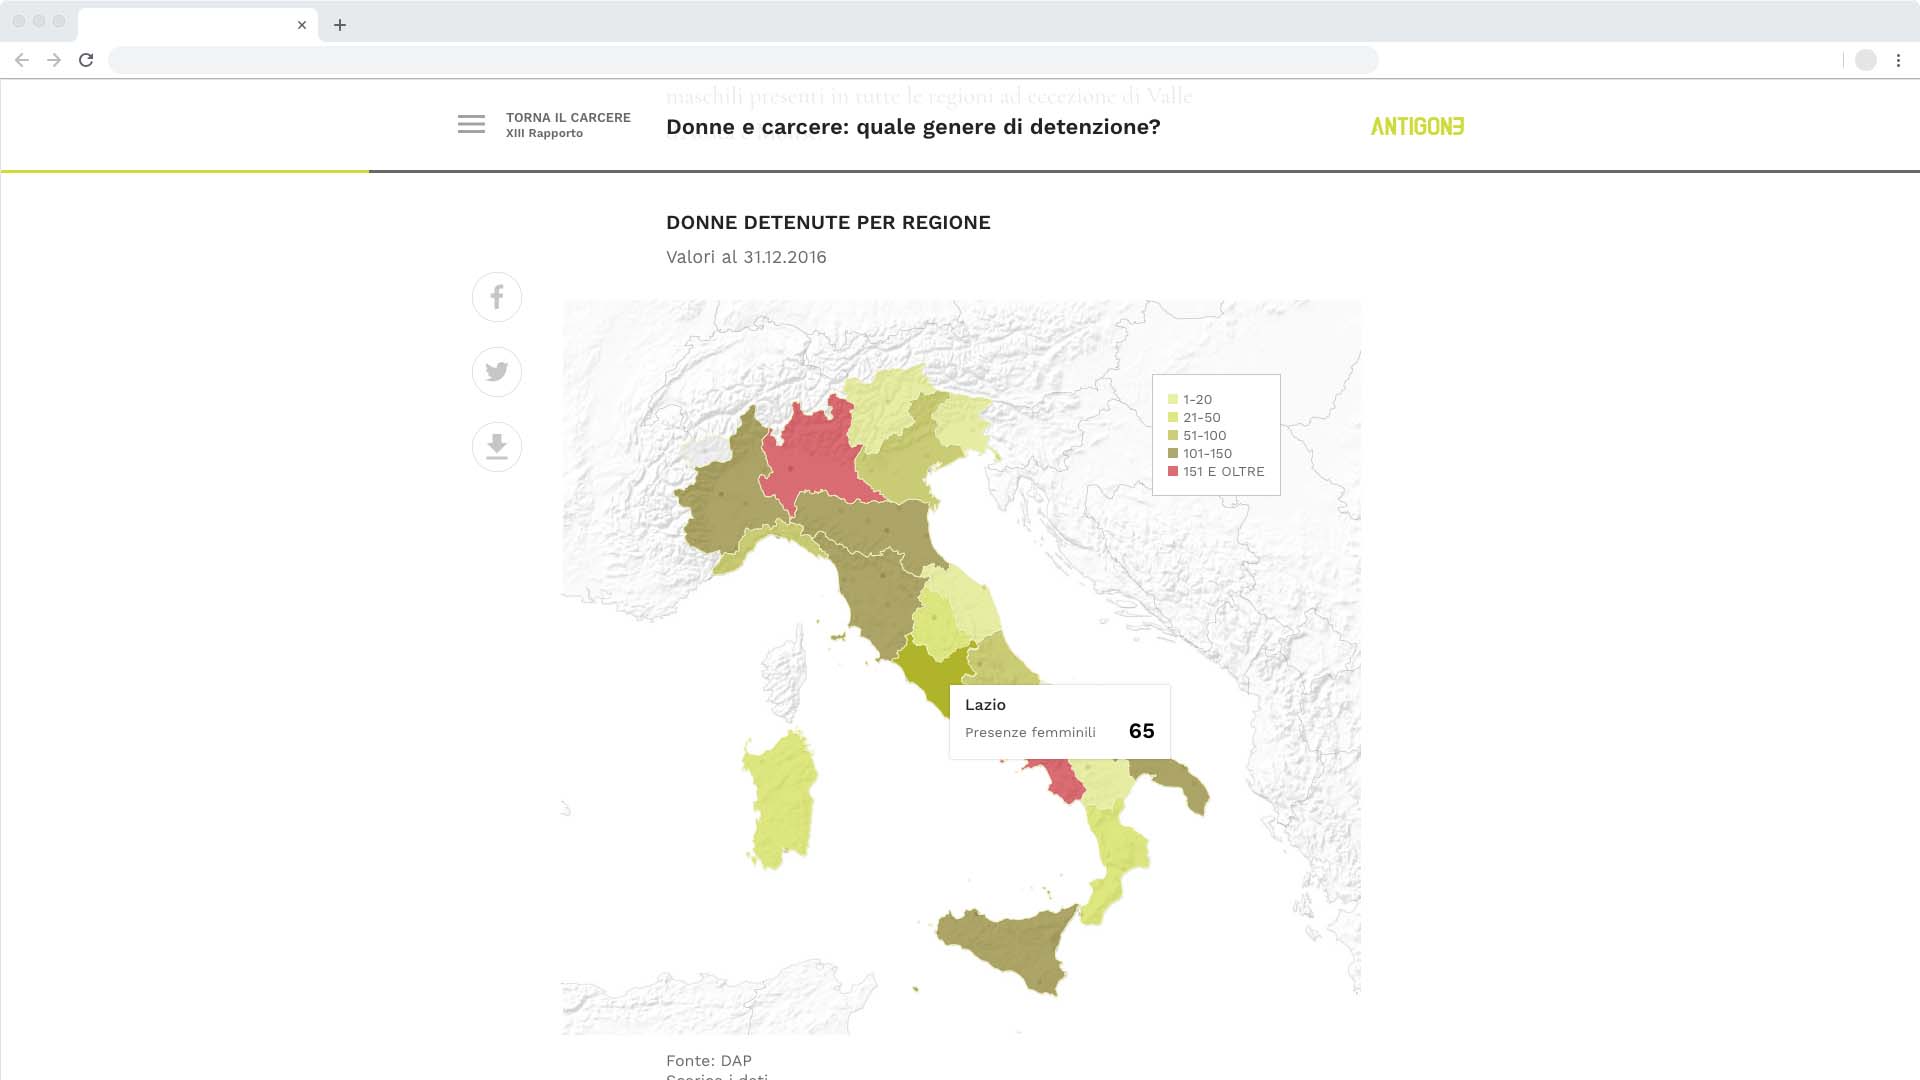 maschili presenti in tutte le regioni ad eccezione di Valle
TORNA IL CARCERE
XIII Rapporto
Donne e carcere: quale genere di detenzione?
ANTIGONE
DONNE DETENUTE PER REGIONE
Valori al 31.12.2016
1-20
21-50
51-100
101-150
151 E OLTRE
Lazio
Presenze femminili 65
Fonte: DAP
Scarica i dati